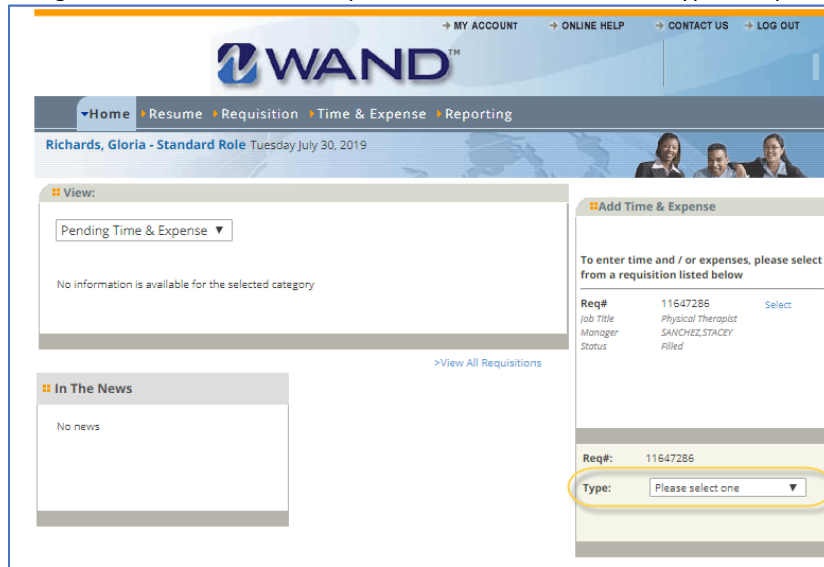 MY ACCOUNT ONLINE HELP CONTACT US LOG OUT
WAND™
Home Resume Requisition Time & Expense Reporting
Richards, Gloria - Standard Role Tuesday July 30, 2019
View:
Pending Time & Expense ▼
No information is available for the selected category
>View All Requisitions
In The News
No news
Add Time & Expense
To enter time and / or expenses, please select
from a requisition listed below
Req# 11647286 Select
Job Title Physical Therapist
Manager SANCHEZ,STACEY
Status Filled
Req#: 11647286
Type: Please select one ▼